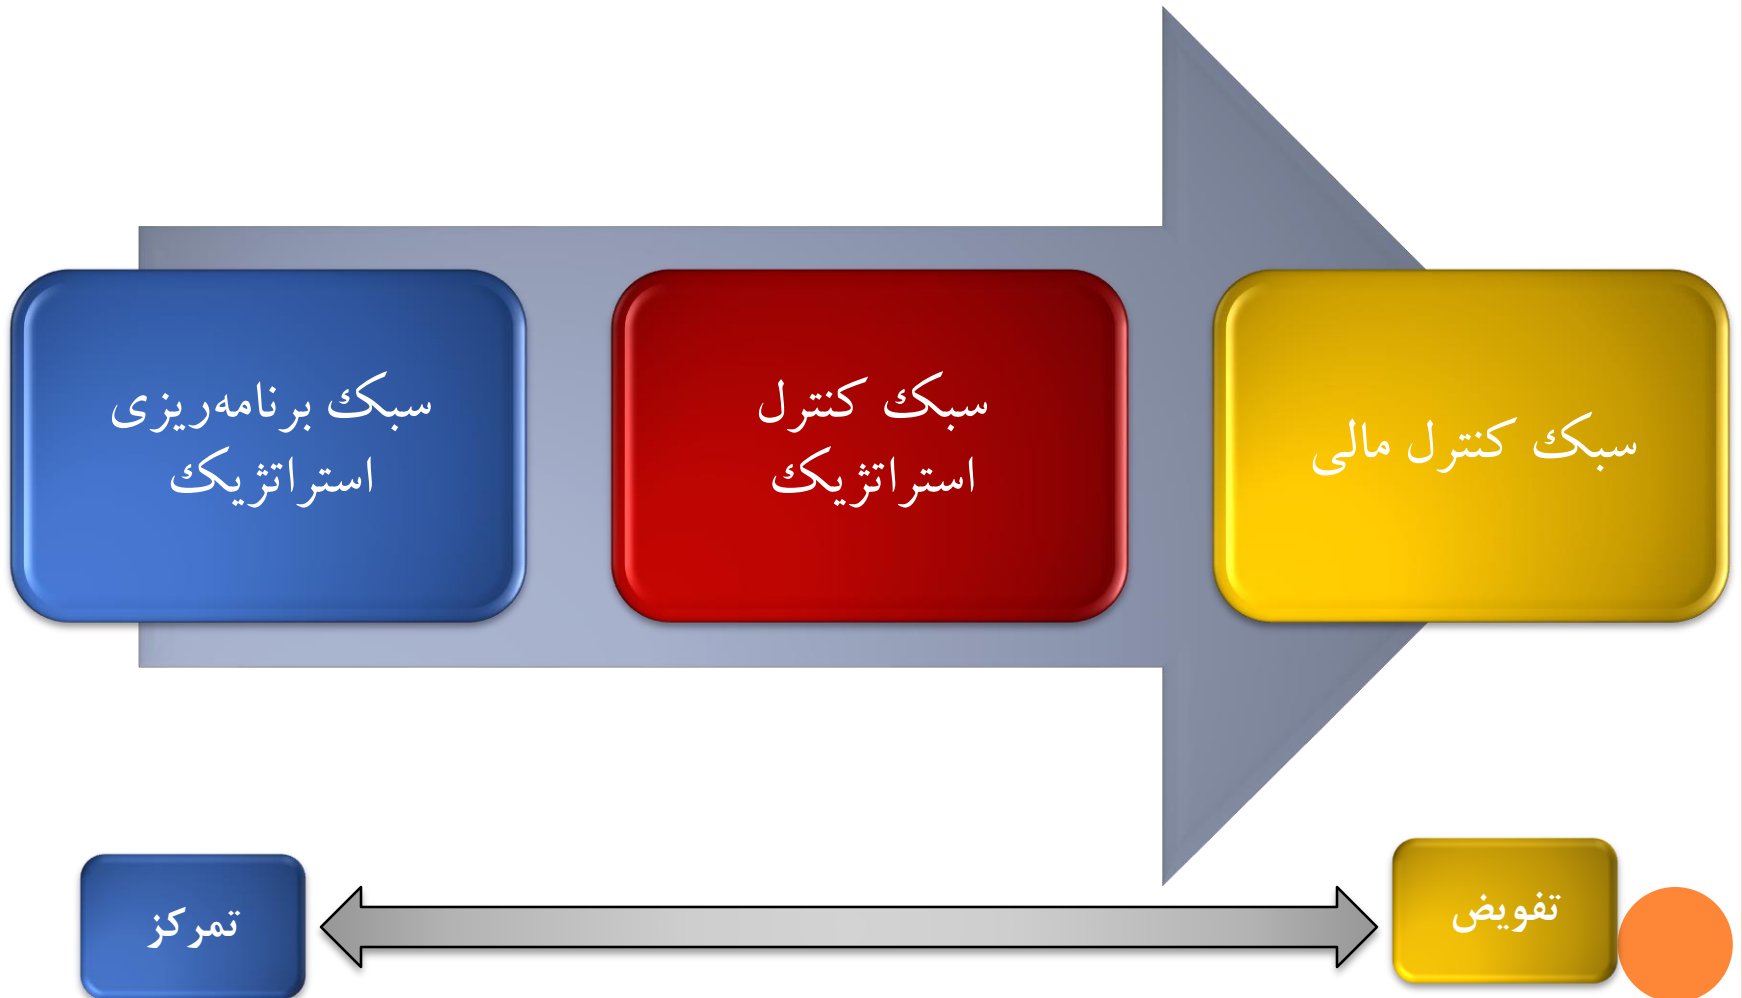 سبک برنامه‌ریزی
استراتژیک
سبک کنترل
استراتژیک
سبک کنترل مالی
تمرکز
تفویض